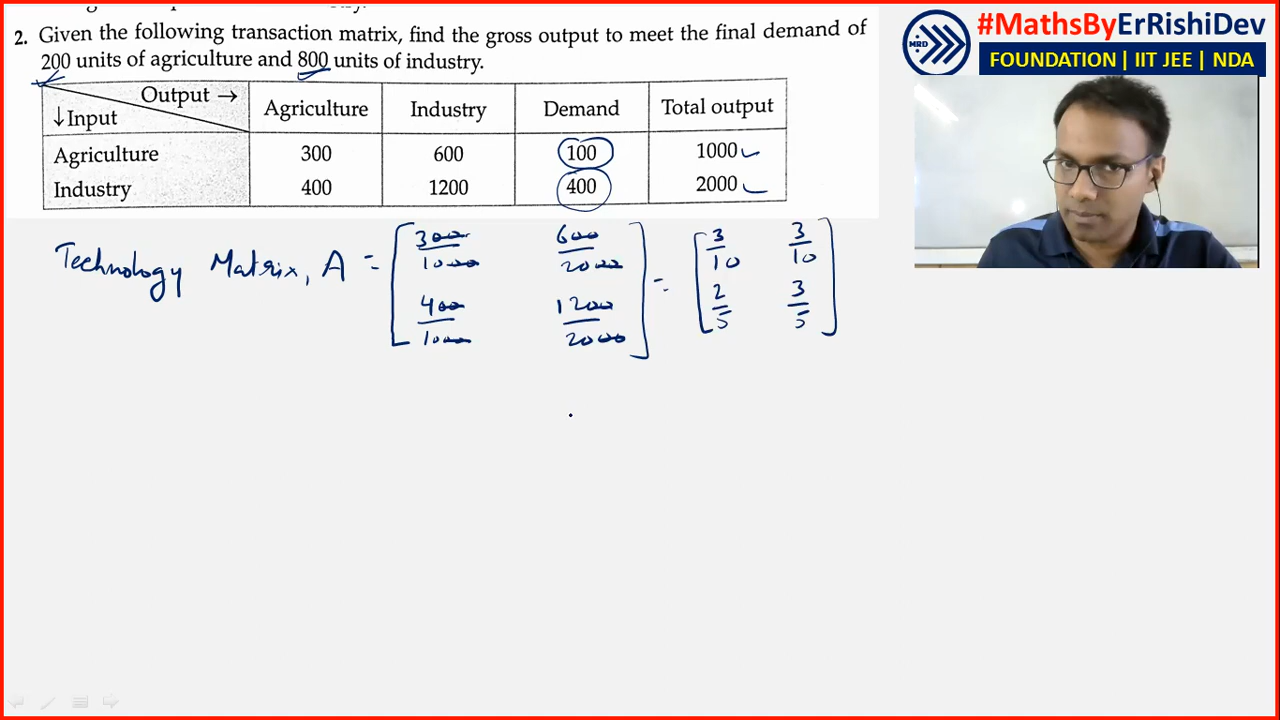 #MathsByErRishiDev
MRD
FOUNDATION | IIT JEE | NDA
2. Given the following transaction matrix, find the gross output to meet the final demand of
200 units of agriculture and 800 units of industry.
Output → Agriculture Industry Demand Total output
↓Input
Agriculture 300 600 100 1000
Industry 400 1200 400 2000
Technology Matrix, A = [300/1000 600/2000 = [3/10 3/10
400/1000 1200/2000] 2/5 3/5]